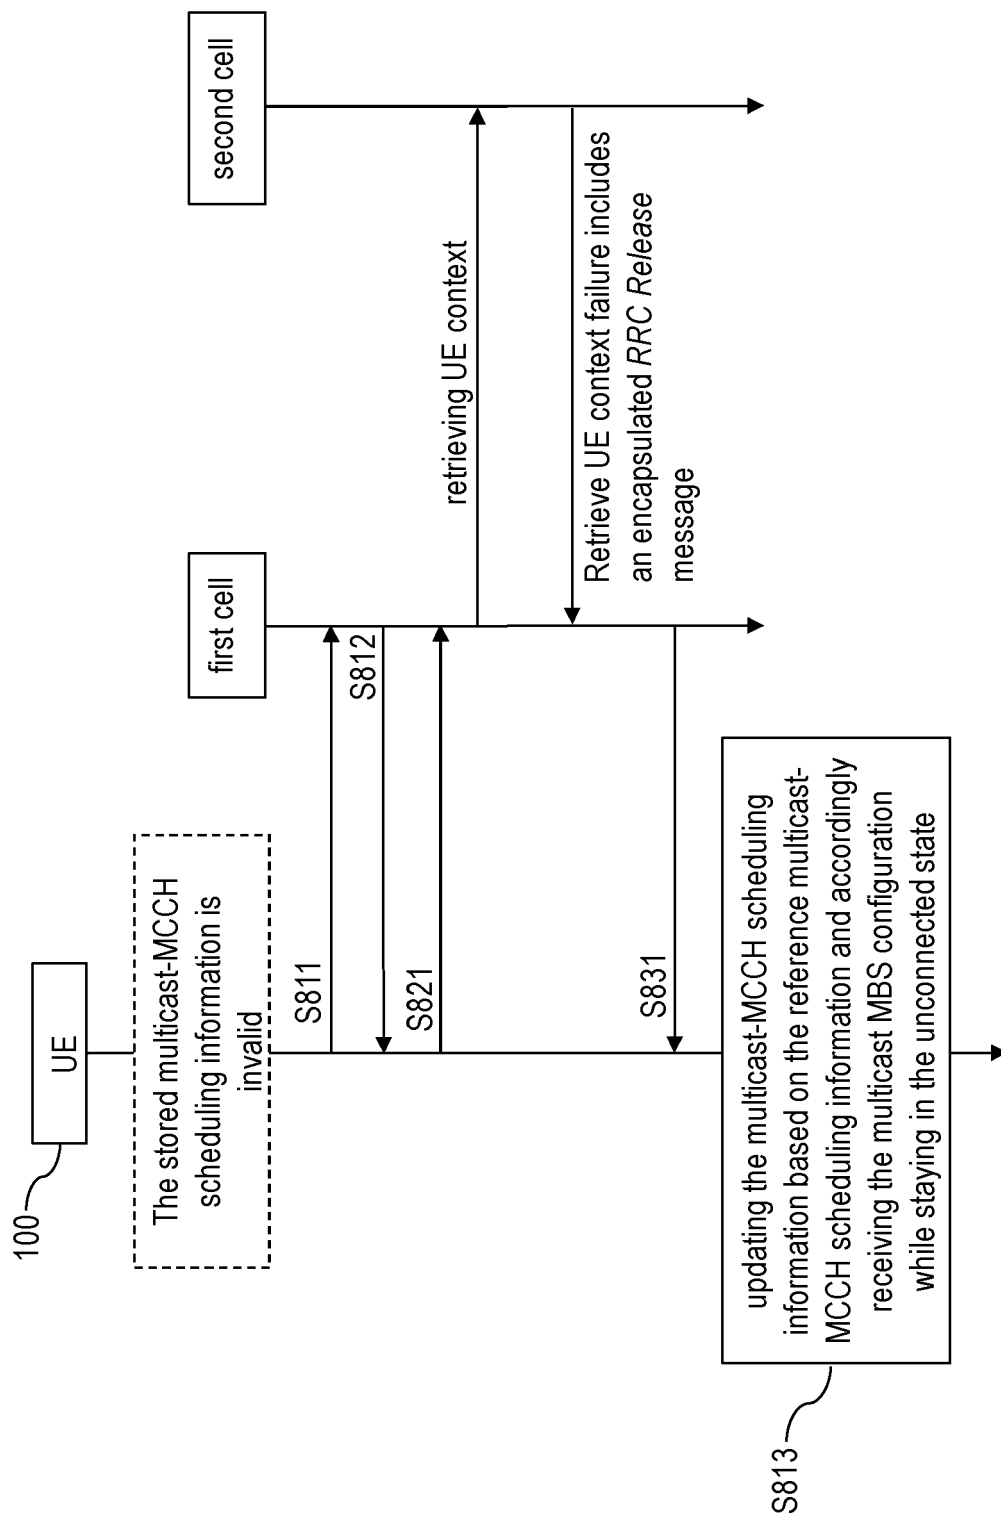 100
UE
first cell
second cell
The stored multicast-MCCH
scheduling information is
invalid
S811
S812
S821
retrieving UE context
Retrieve UE context failure includes
an encapsulated RRC Release
message
S831
S813
updating the multicast-MCCH scheduling
information based on the reference multicast-
MCCH scheduling information and accordingly
receiving the multicast MBS configuration
while staying in the unconnected state